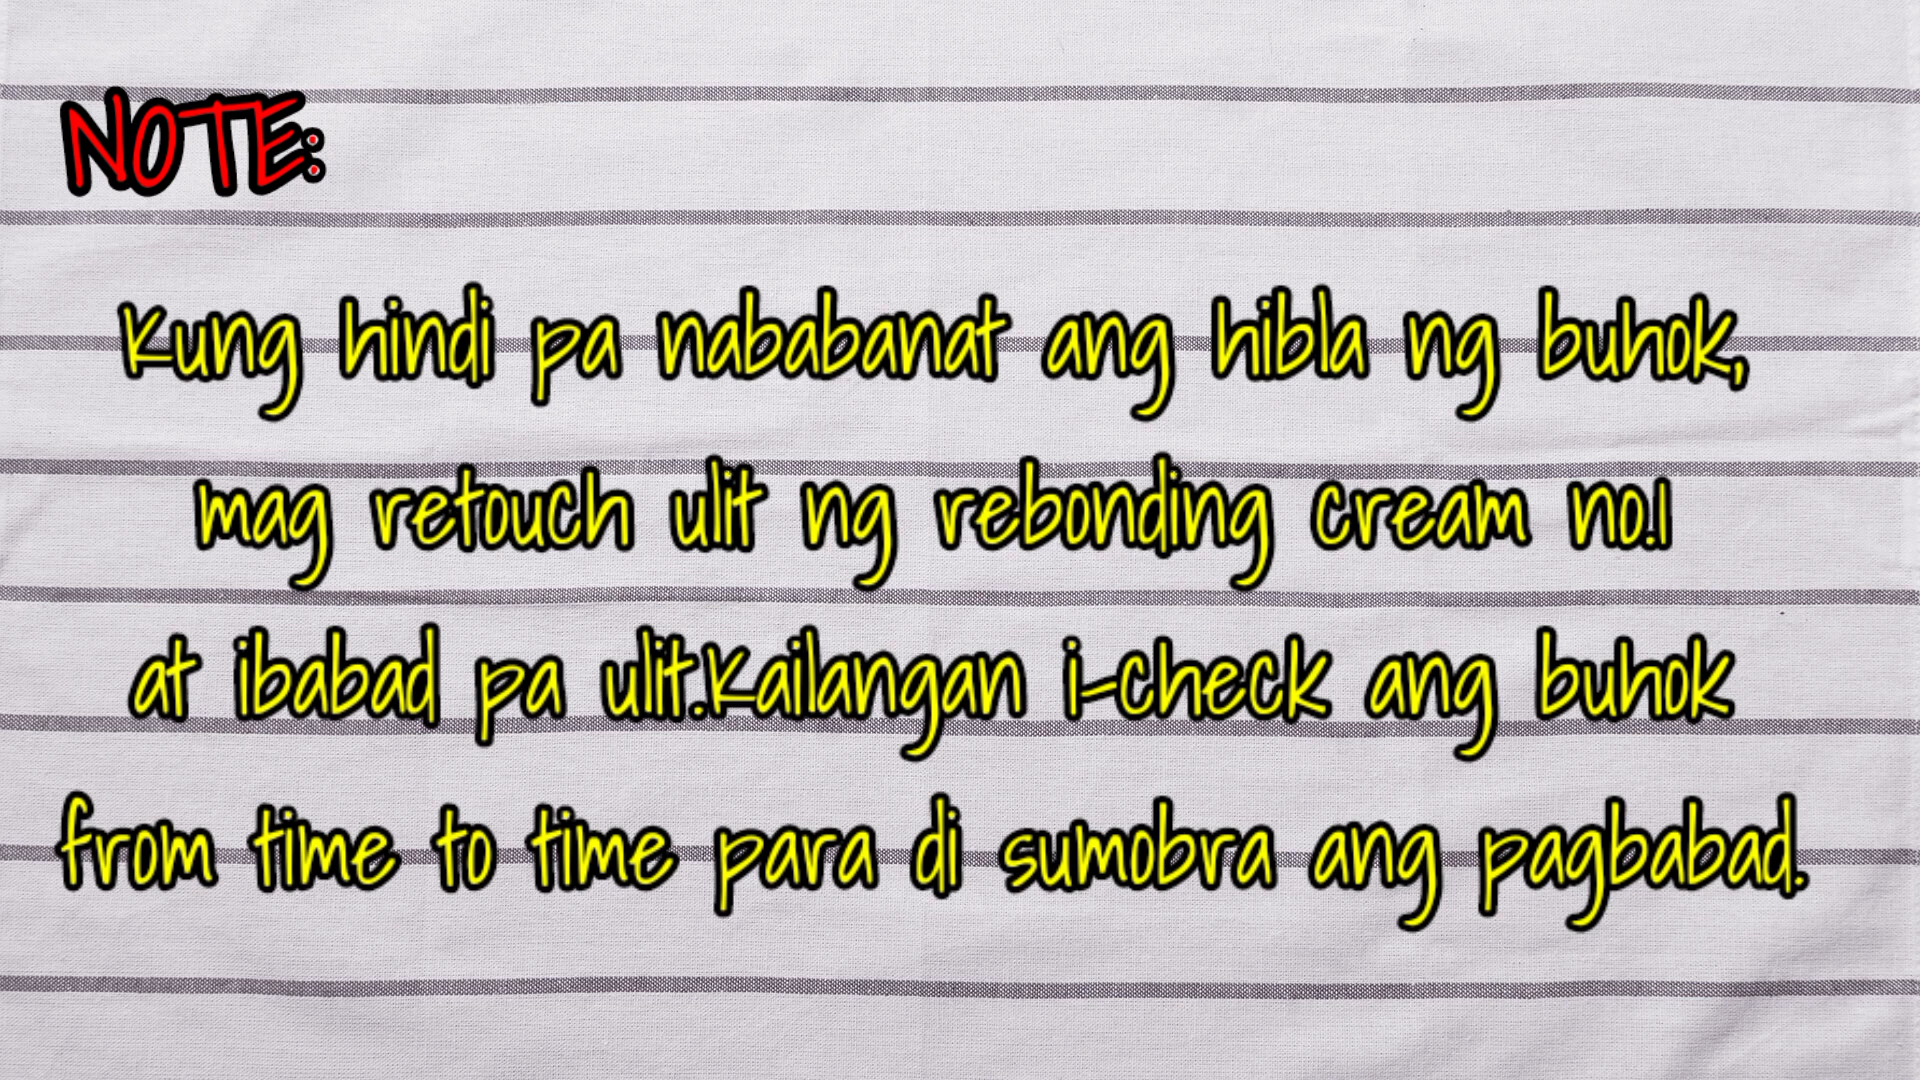 NOTE:
Kung hindi pa nababanat ang hibla ng buhok,
mag retouch ulit ng rebonding cream no.1
at ibabad pa ulit.Kailangan i-check ang buhok
from time to time para di sumobra ang pagbabad.